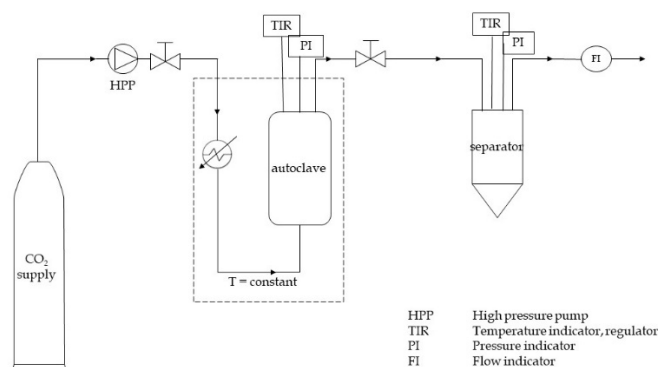 TIR
PI
HPP
TIR
PI
FI
autoclave
separator
CO₂
supply
T = constant
HPP High pressure pump
TIR Temperature indicator, regulator
PI Pressure indicator
FI Flow indicator